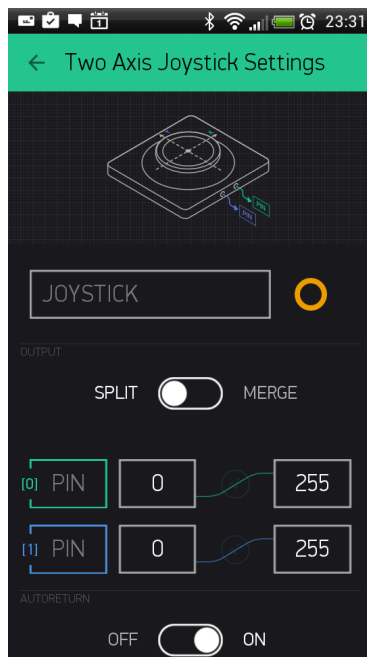 23:31
Two Axis Joystick Settings
PIN
PIN
JOYSTICK
OUTPUT
SPLIT MERGE
[0] PIN 0 255
[1] PIN 0 255
AUTORETURN
OFF ON